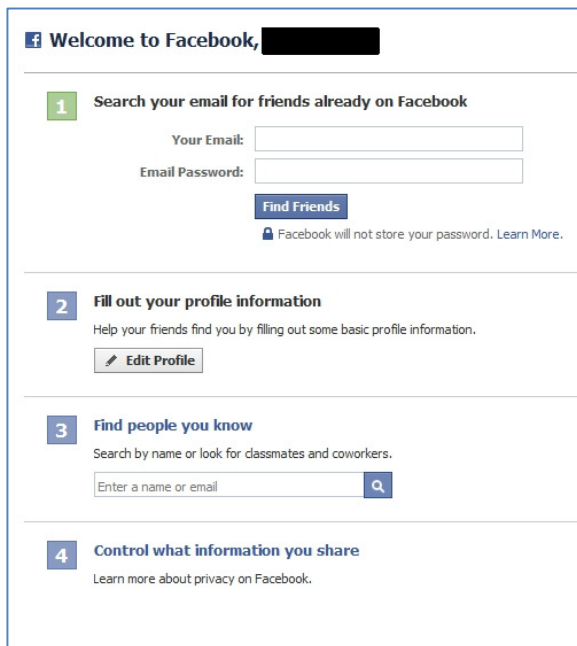 Welcome to Facebook,
1 Search your email for friends already on Facebook
Your Email:
Email Password:
Find Friends
Facebook will not store your password. Learn More.
2 Fill out your profile information
Help your friends find you by filling out some basic profile information.
Edit Profile
3 Find people you know
Search by name or look for classmates and coworkers.
Enter a name or email
4 Control what information you share
Learn more about privacy on Facebook.